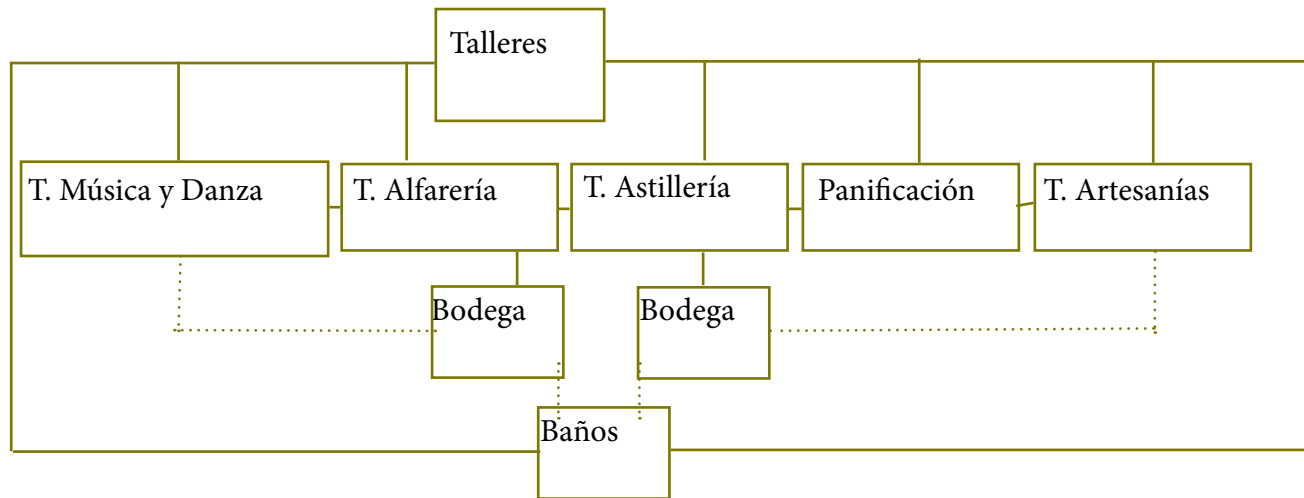 Talleres
T. Música y Danza
T. Alfarería
T. Astillería
Panificación
T. Artesanías
Bodega
Bodega
Baños